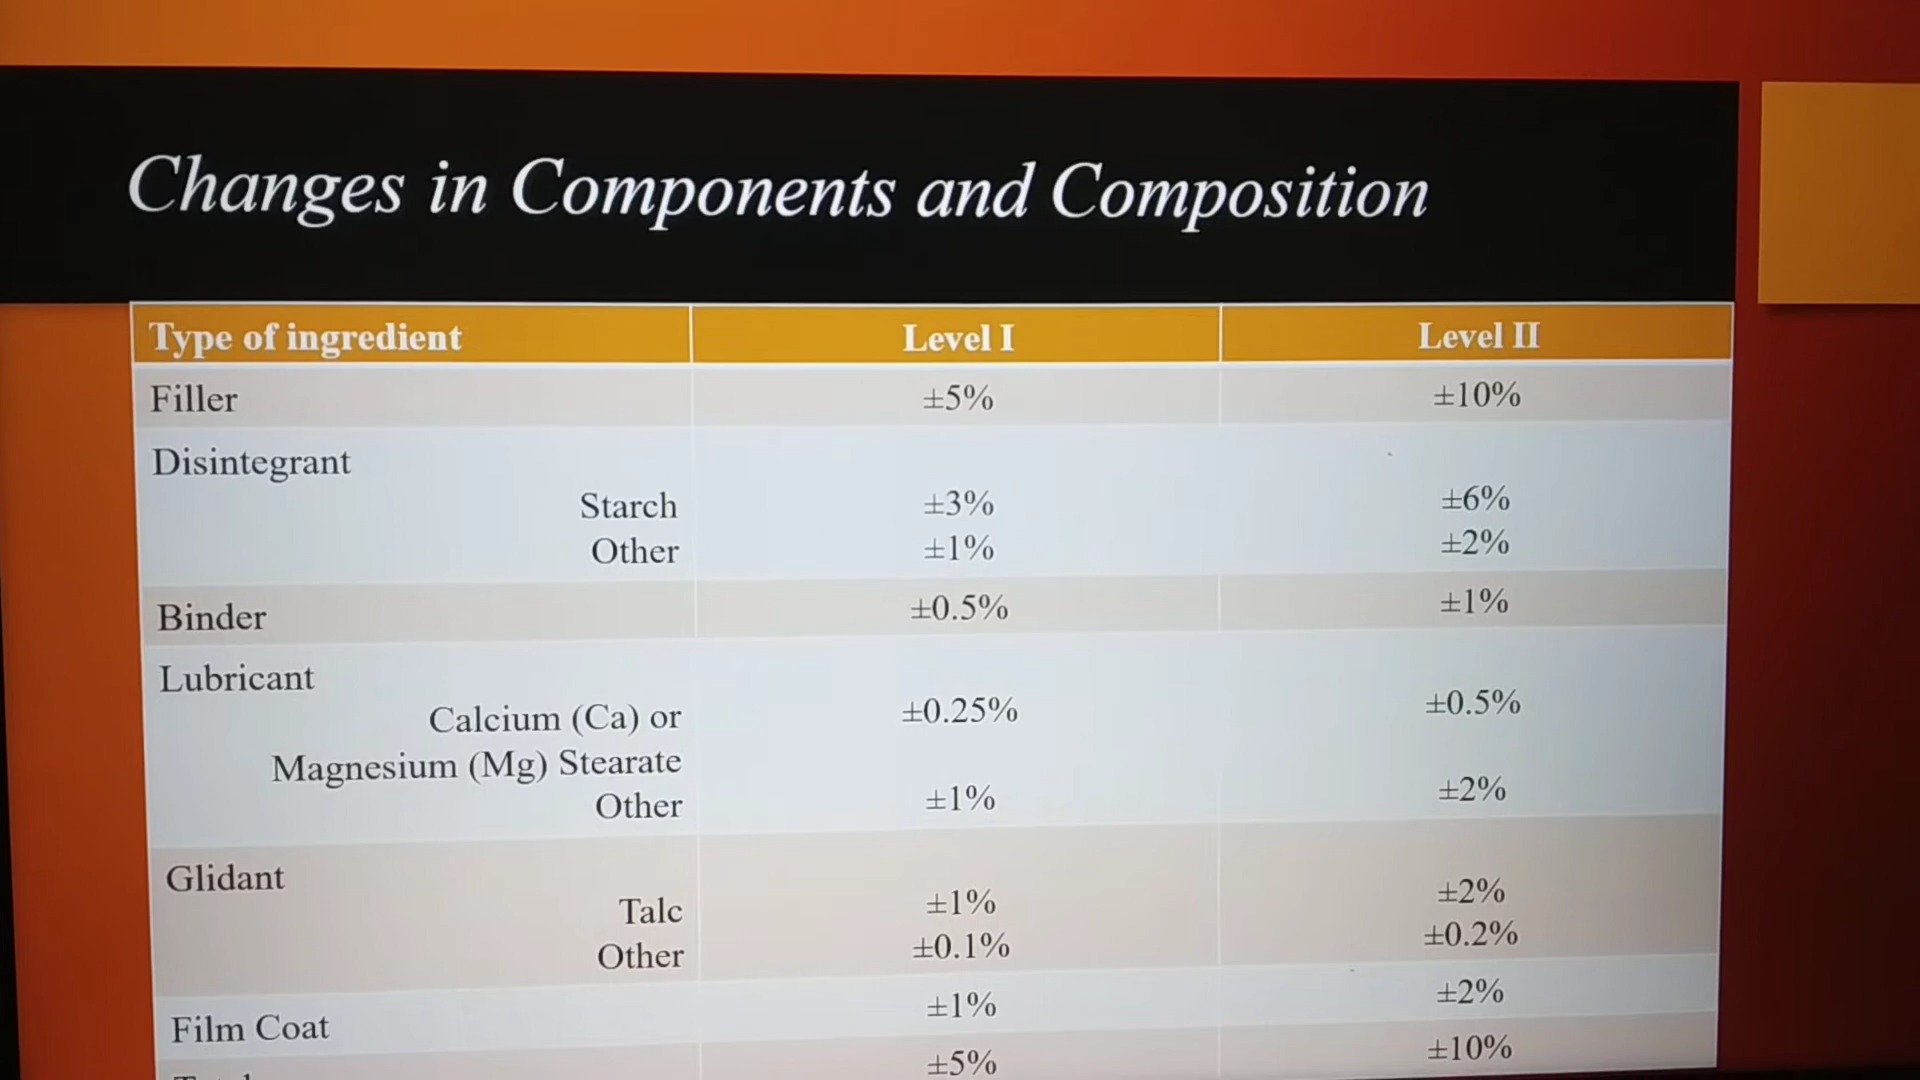 Changes in Components and Composition
Type of ingredient Level I Level II
Filler ±5% ±10%
Disintegrant
Starch ±3% ±6%
Other ±1% ±2%
Binder ±0.5% ±1%
Lubricant
Calcium (Ca) or ±0.25% ±0.5%
Magnesium (Mg) Stearate
Other ±1% ±2%
Glidant
Talc ±1% ±2%
Other ±0.1% ±0.2%
Film Coat ±1% ±2%
±5% ±10%